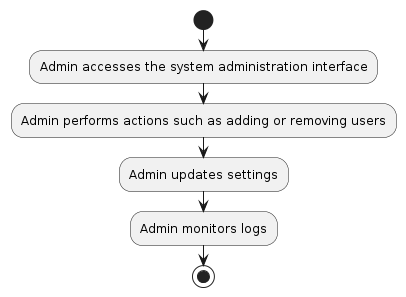 Admin accesses the system administration interface
Admin performs actions such as adding or removing users
Admin updates settings
Admin monitors logs